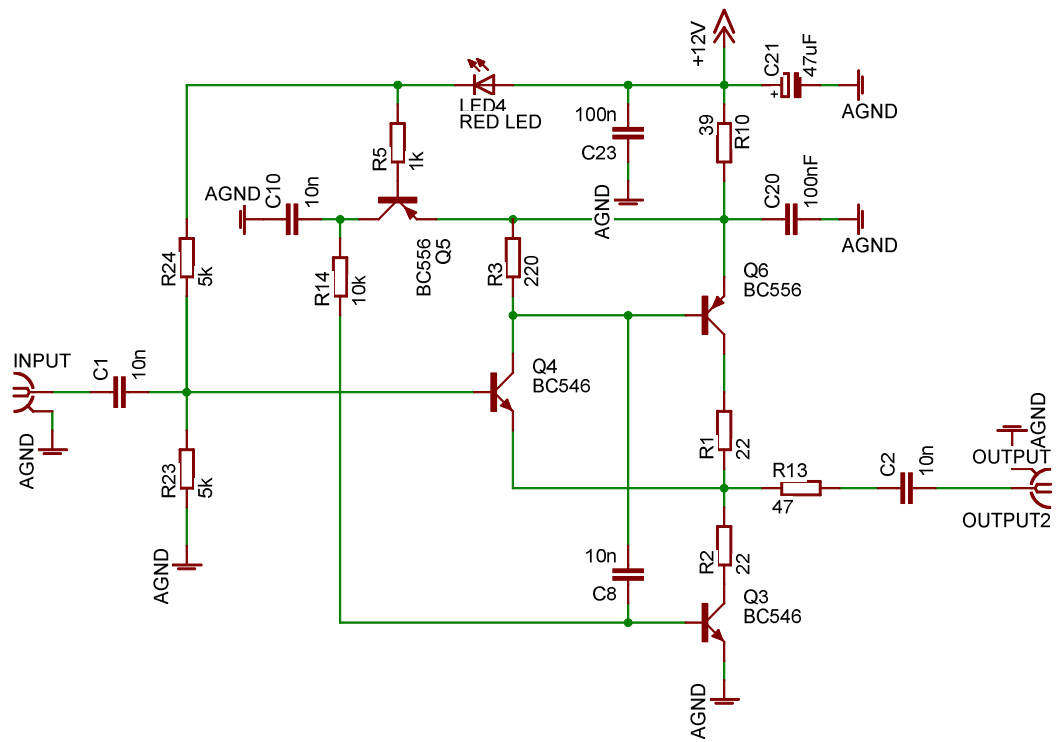 +12V
C21
47uF
AGND
LED4
RED LED
100n
C23
AGND
39
R10
R5
1k
AGND
C10
10n
BC556
Q5
C20
100nF
AGND
R24
5k
R14
10k
R3
220
Q6
BC556
INPUT
C1
10n
AGND
Q4
BC546
R1
22
R23
5k
AGND
R13
47
C2
10n
AGND
OUTPUT
OUTPUT2
10n
C8
R2
22
Q3
BC546
AGND